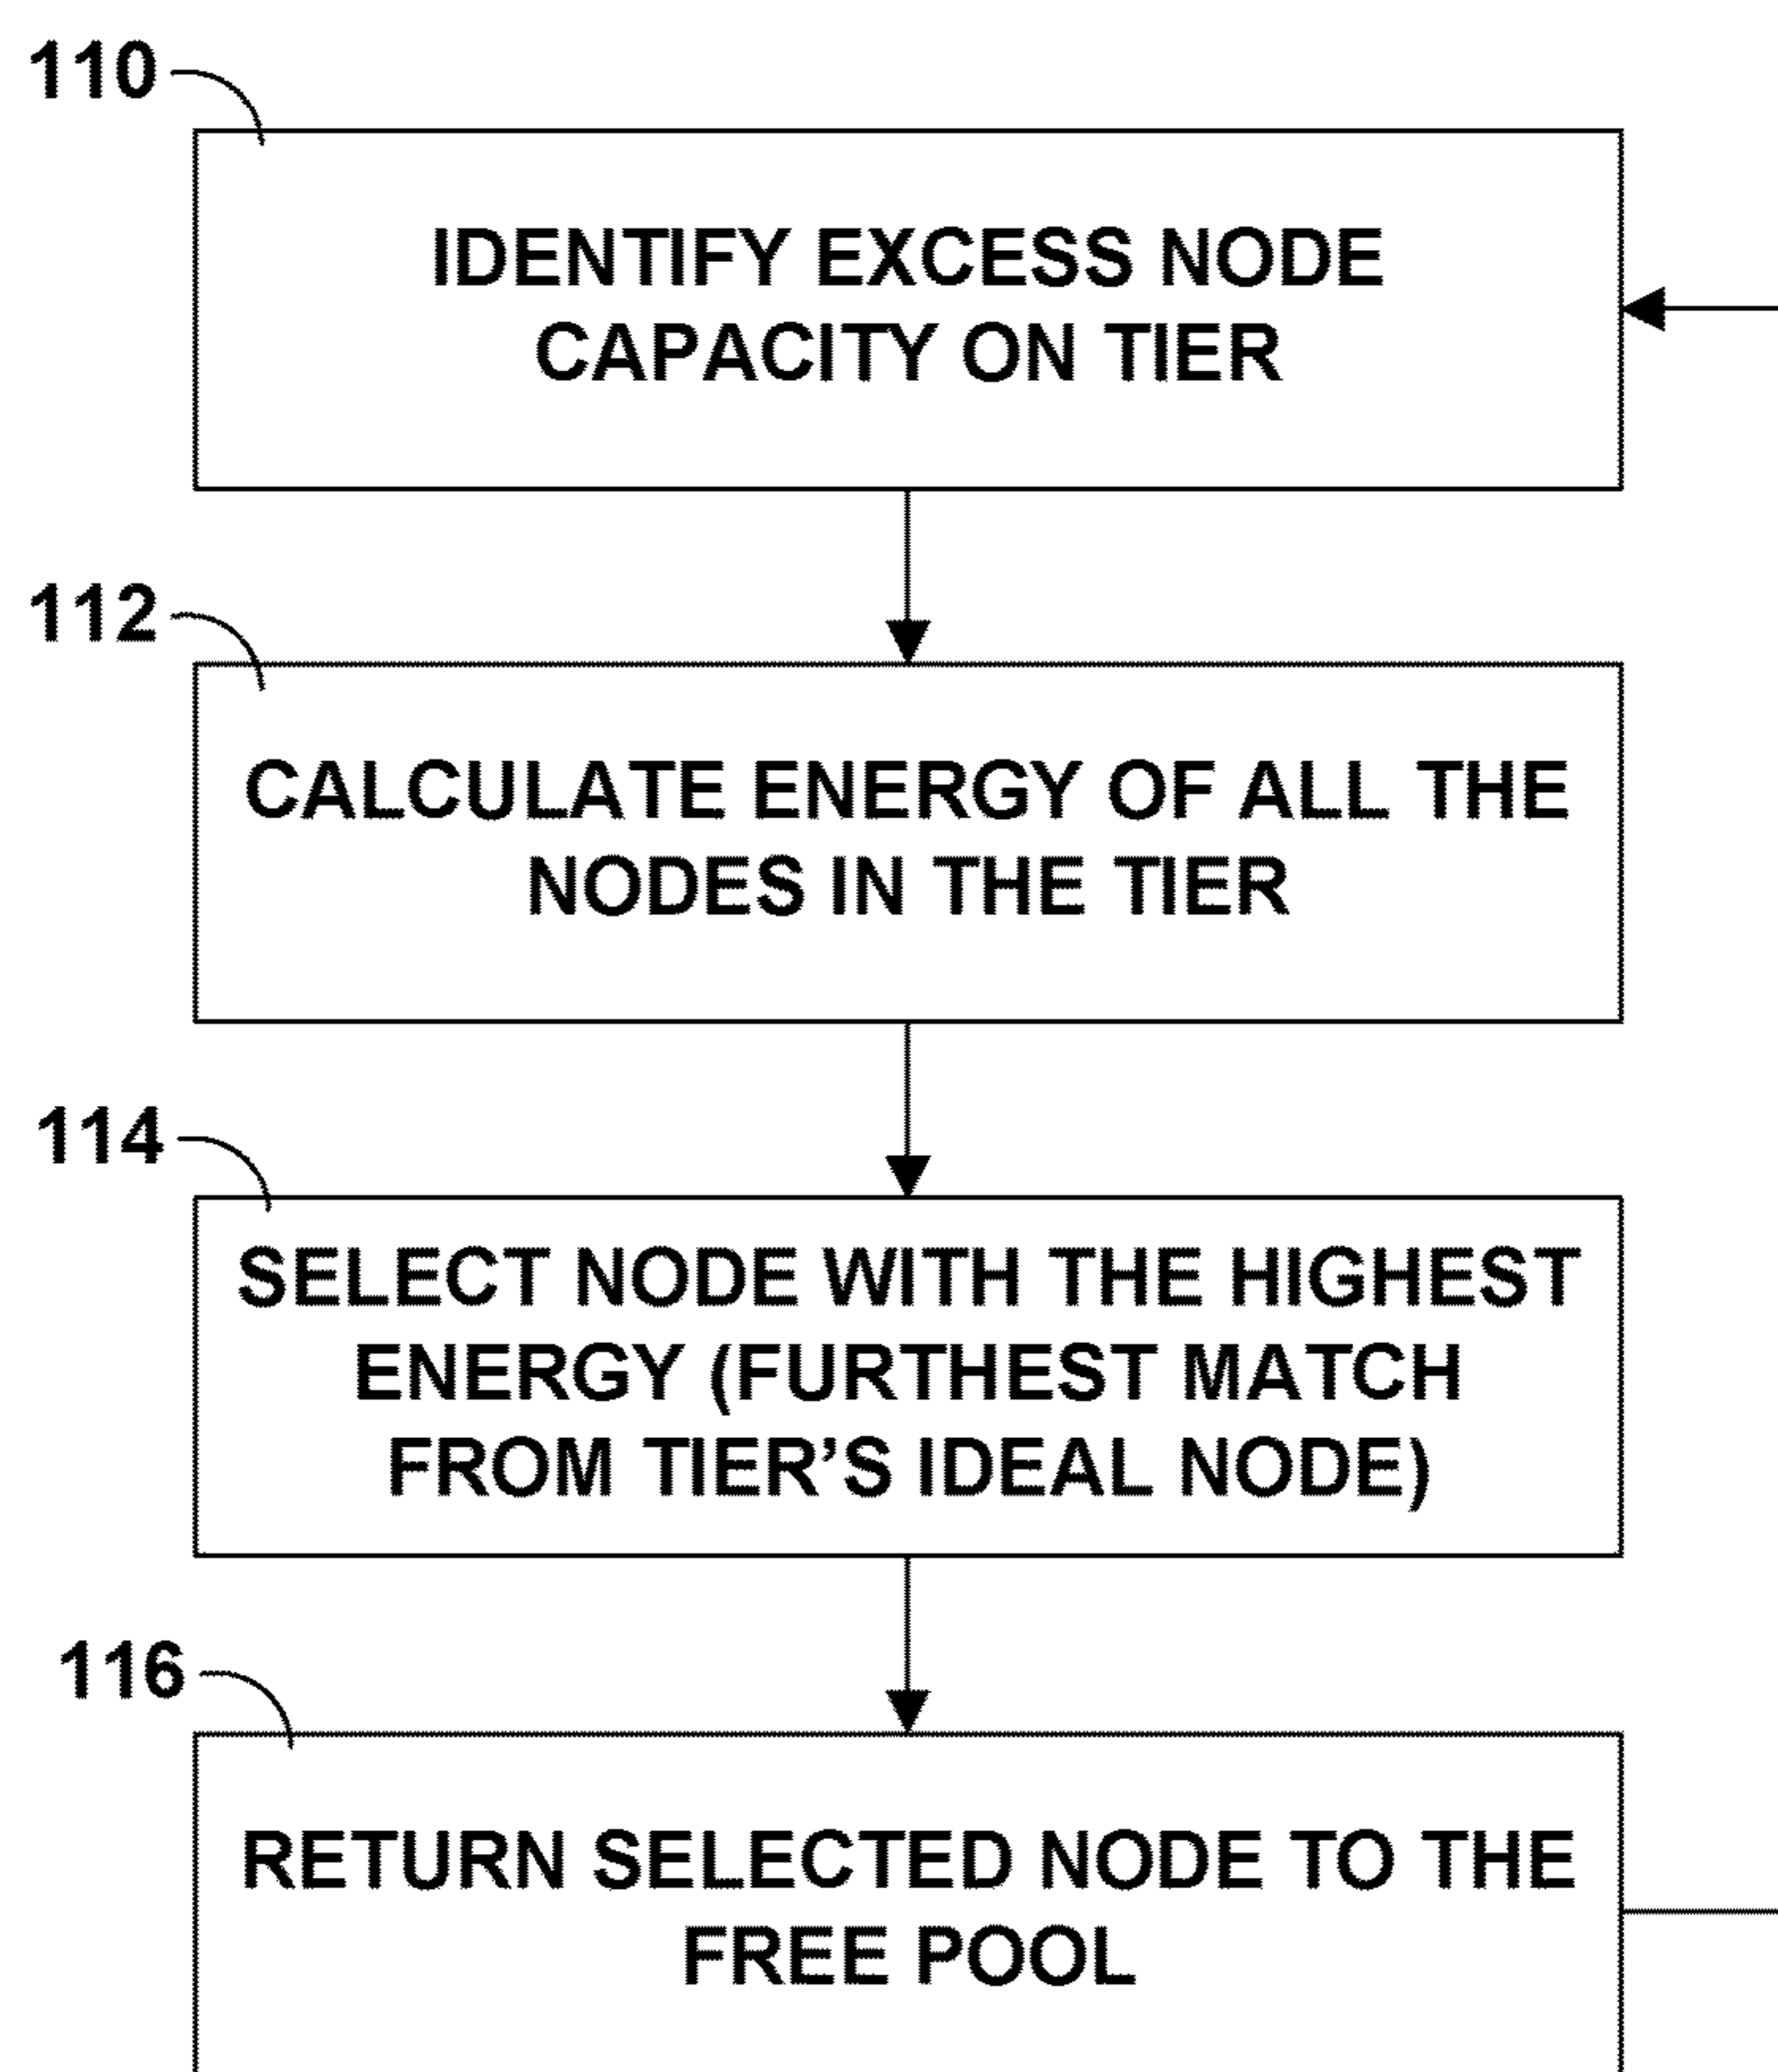 110
IDENTIFY EXCESS NODE
CAPACITY ON TIER
112
CALCULATE ENERGY OF ALL THE
NODES IN THE TIER
114
SELECT NODE WITH THE HIGHEST
ENERGY (FURTHEST MATCH
FROM TIER’S IDEAL NODE)
116
RETURN SELECTED NODE TO THE
FREE POOL